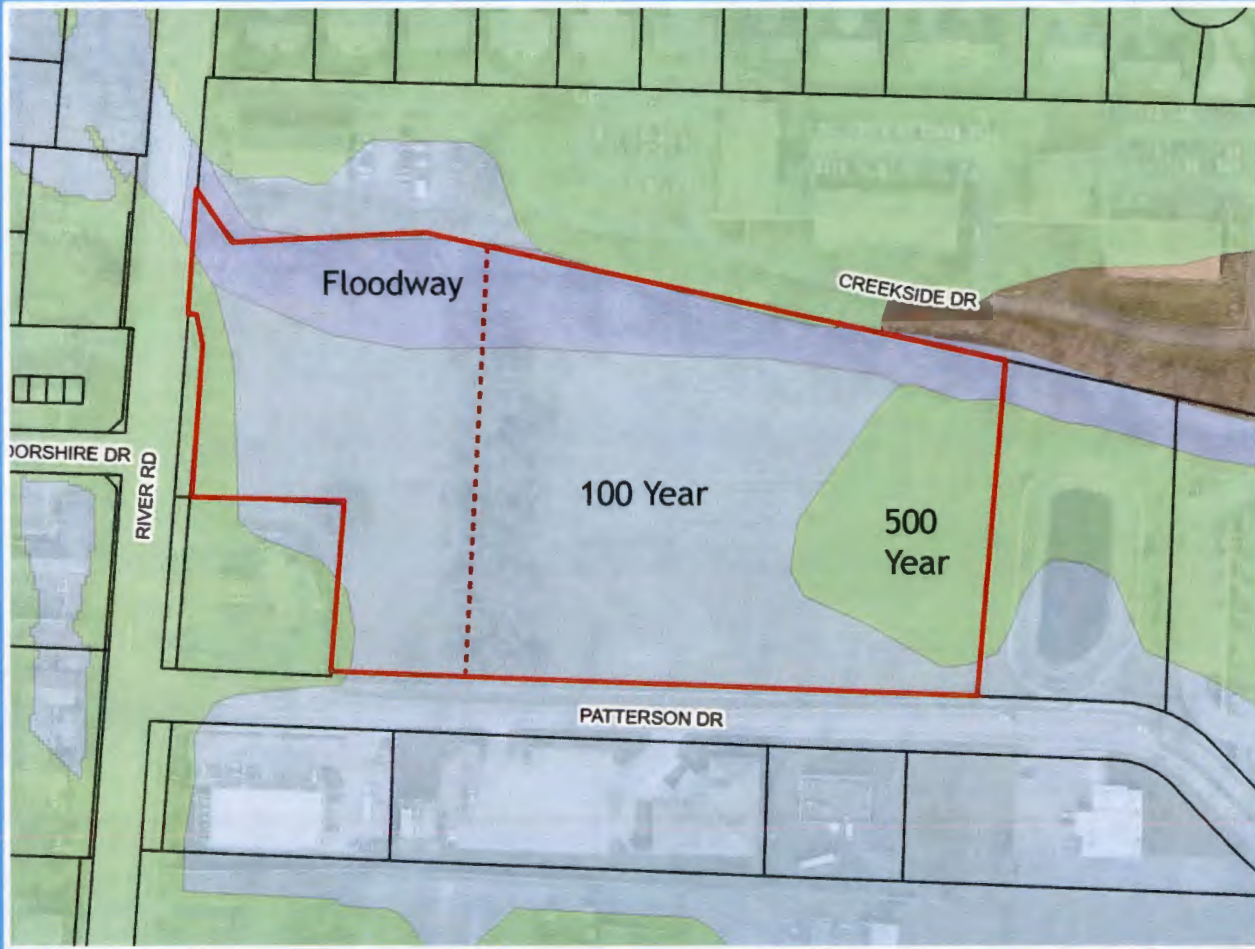 Floodway
CREEKSIDE DR
DORSHIRE DR
RIVER RD
100 Year
500
Year
PATTERSON DR